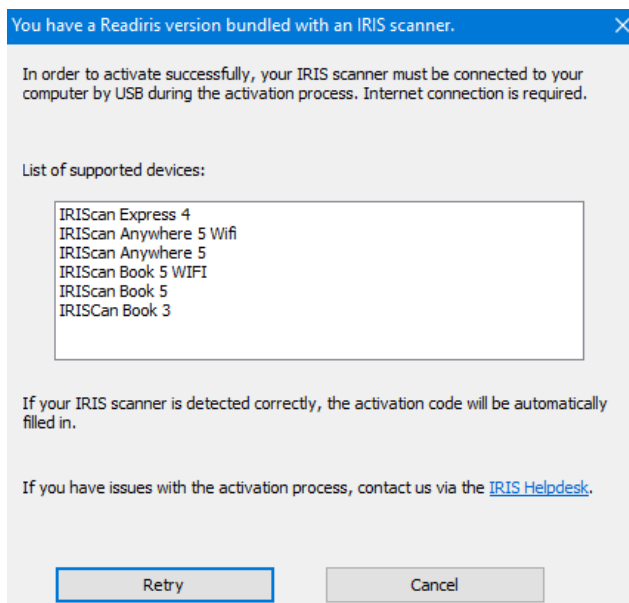 You have a Readiris version bundled with an IRIS scanner.
In order to activate successfully, your IRIS scanner must be connected to your
computer by USB during the activation process. Internet connection is required.
List of supported devices:
IRIScan Express 4
IRIScan Anywhere 5 Wifi
IRIScan Anywhere 5
IRIScan Book 5 WIFI
IRIScan Book 5
IRISCan Book 3
If your IRIS scanner is detected correctly, the activation code will be automatically
filled in.
If you have issues with the activation process, contact us via the IRIS Helpdesk.
Retry Cancel